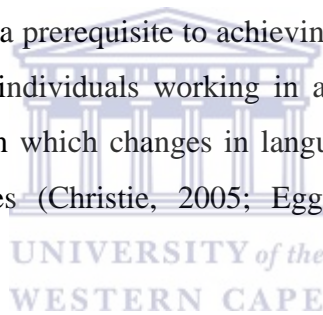 a prerequisite to achievin
individuals working in a
which changes in langu
es (Christie, 2005; Egg
UNIVERSITY of the
WESTERN CAPE